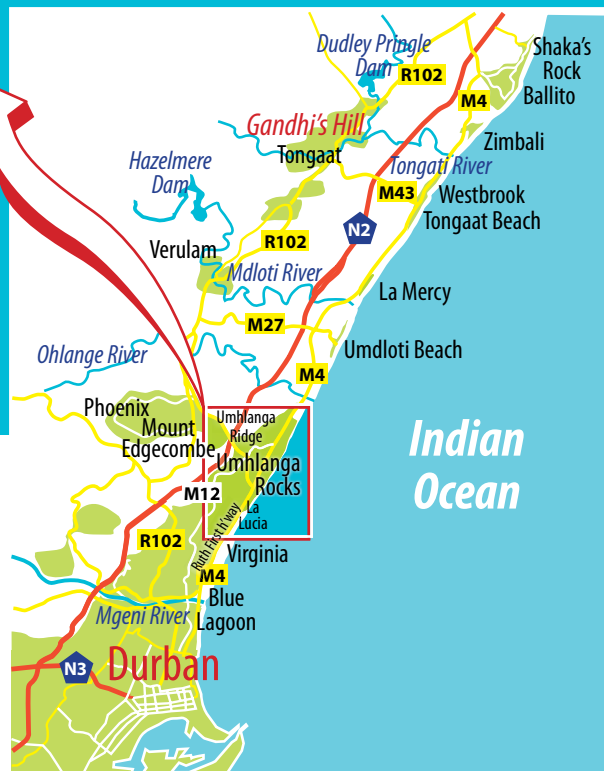 Dudley Pringle
Dam
R102
Shaka's
Rock
Ballito
M4
Gandhi's Hill
Tongaat
Zimbali
Hazelmere
Dam
Tongati River
M43
Westbrook
Tongaat Beach
N2
R102
Verulam
Mdloti River
La Mercy
M27
Ohlange River
M4
Umdloti Beach
Phoenix
Mount
Edgecombe
Umhlanga
Ridge
Umhlanga
Rocks
Indian
Ocean
M12
La
Lucia
Ruth First h'way
R102
Virginia
M4
Blue
Lagoon
Mgeni River
N3
Durban